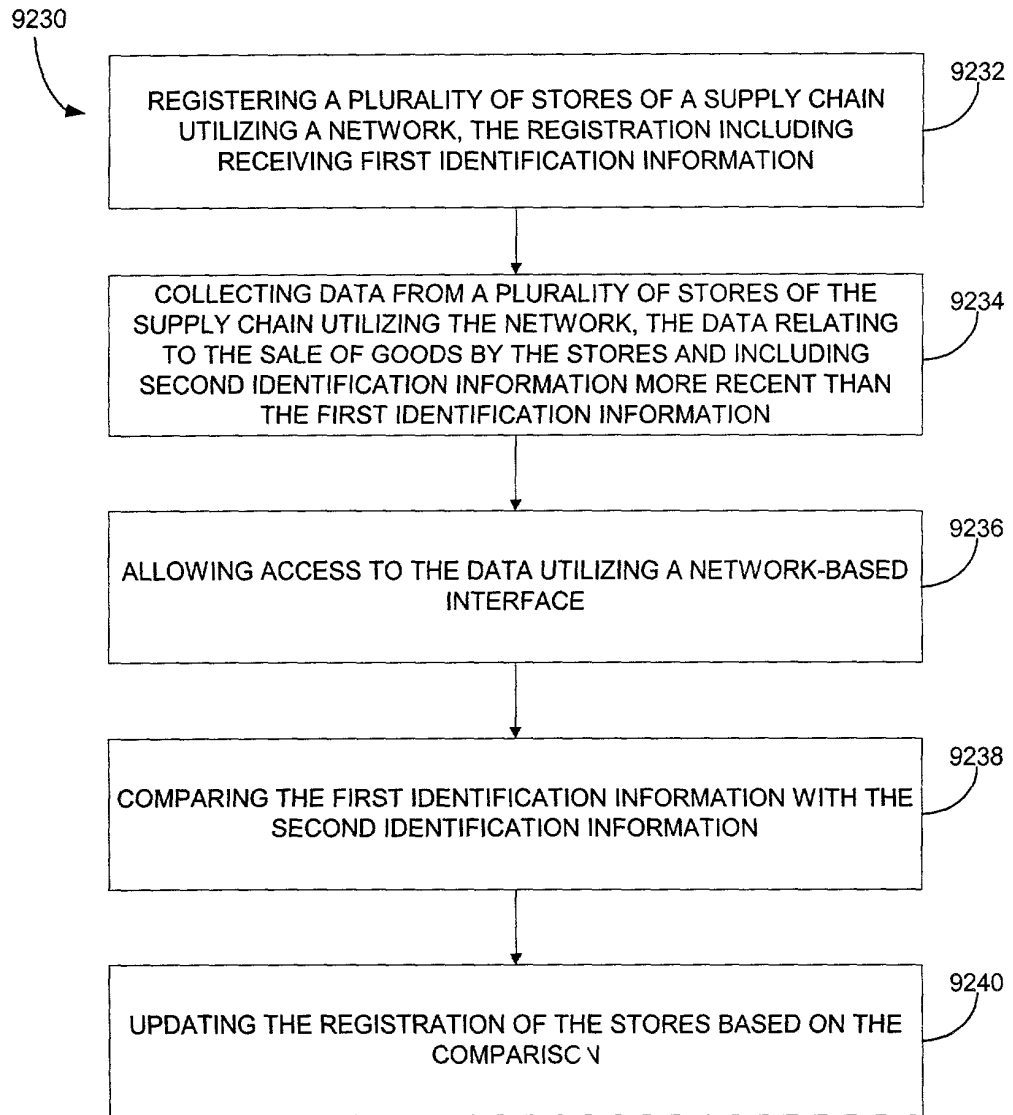 9230
9232
REGISTERING A PLURALITY OF STORES OF A SUPPLY CHAIN
UTILIZING A NETWORK, THE REGISTRATION INCLUDING
RECEIVING FIRST IDENTIFICATION INFORMATION
9234
COLLECTING DATA FROM A PLURALITY OF STORES OF THE
SUPPLY CHAIN UTILIZING THE NETWORK, THE DATA RELATING
TO THE SALE OF GOODS BY THE STORES AND INCLUDING
SECOND IDENTIFICATION INFORMATION MORE RECENT THAN
THE FIRST IDENTIFICATION INFORMATION
9236
ALLOWING ACCESS TO THE DATA UTILIZING A NETWORK-BASED
INTERFACE
9238
COMPARING THE FIRST IDENTIFICATION INFORMATION WITH THE
SECOND IDENTIFICATION INFORMATION
9240
UPDATING THE REGISTRATION OF THE STORES BASED ON THE
COMPARISON